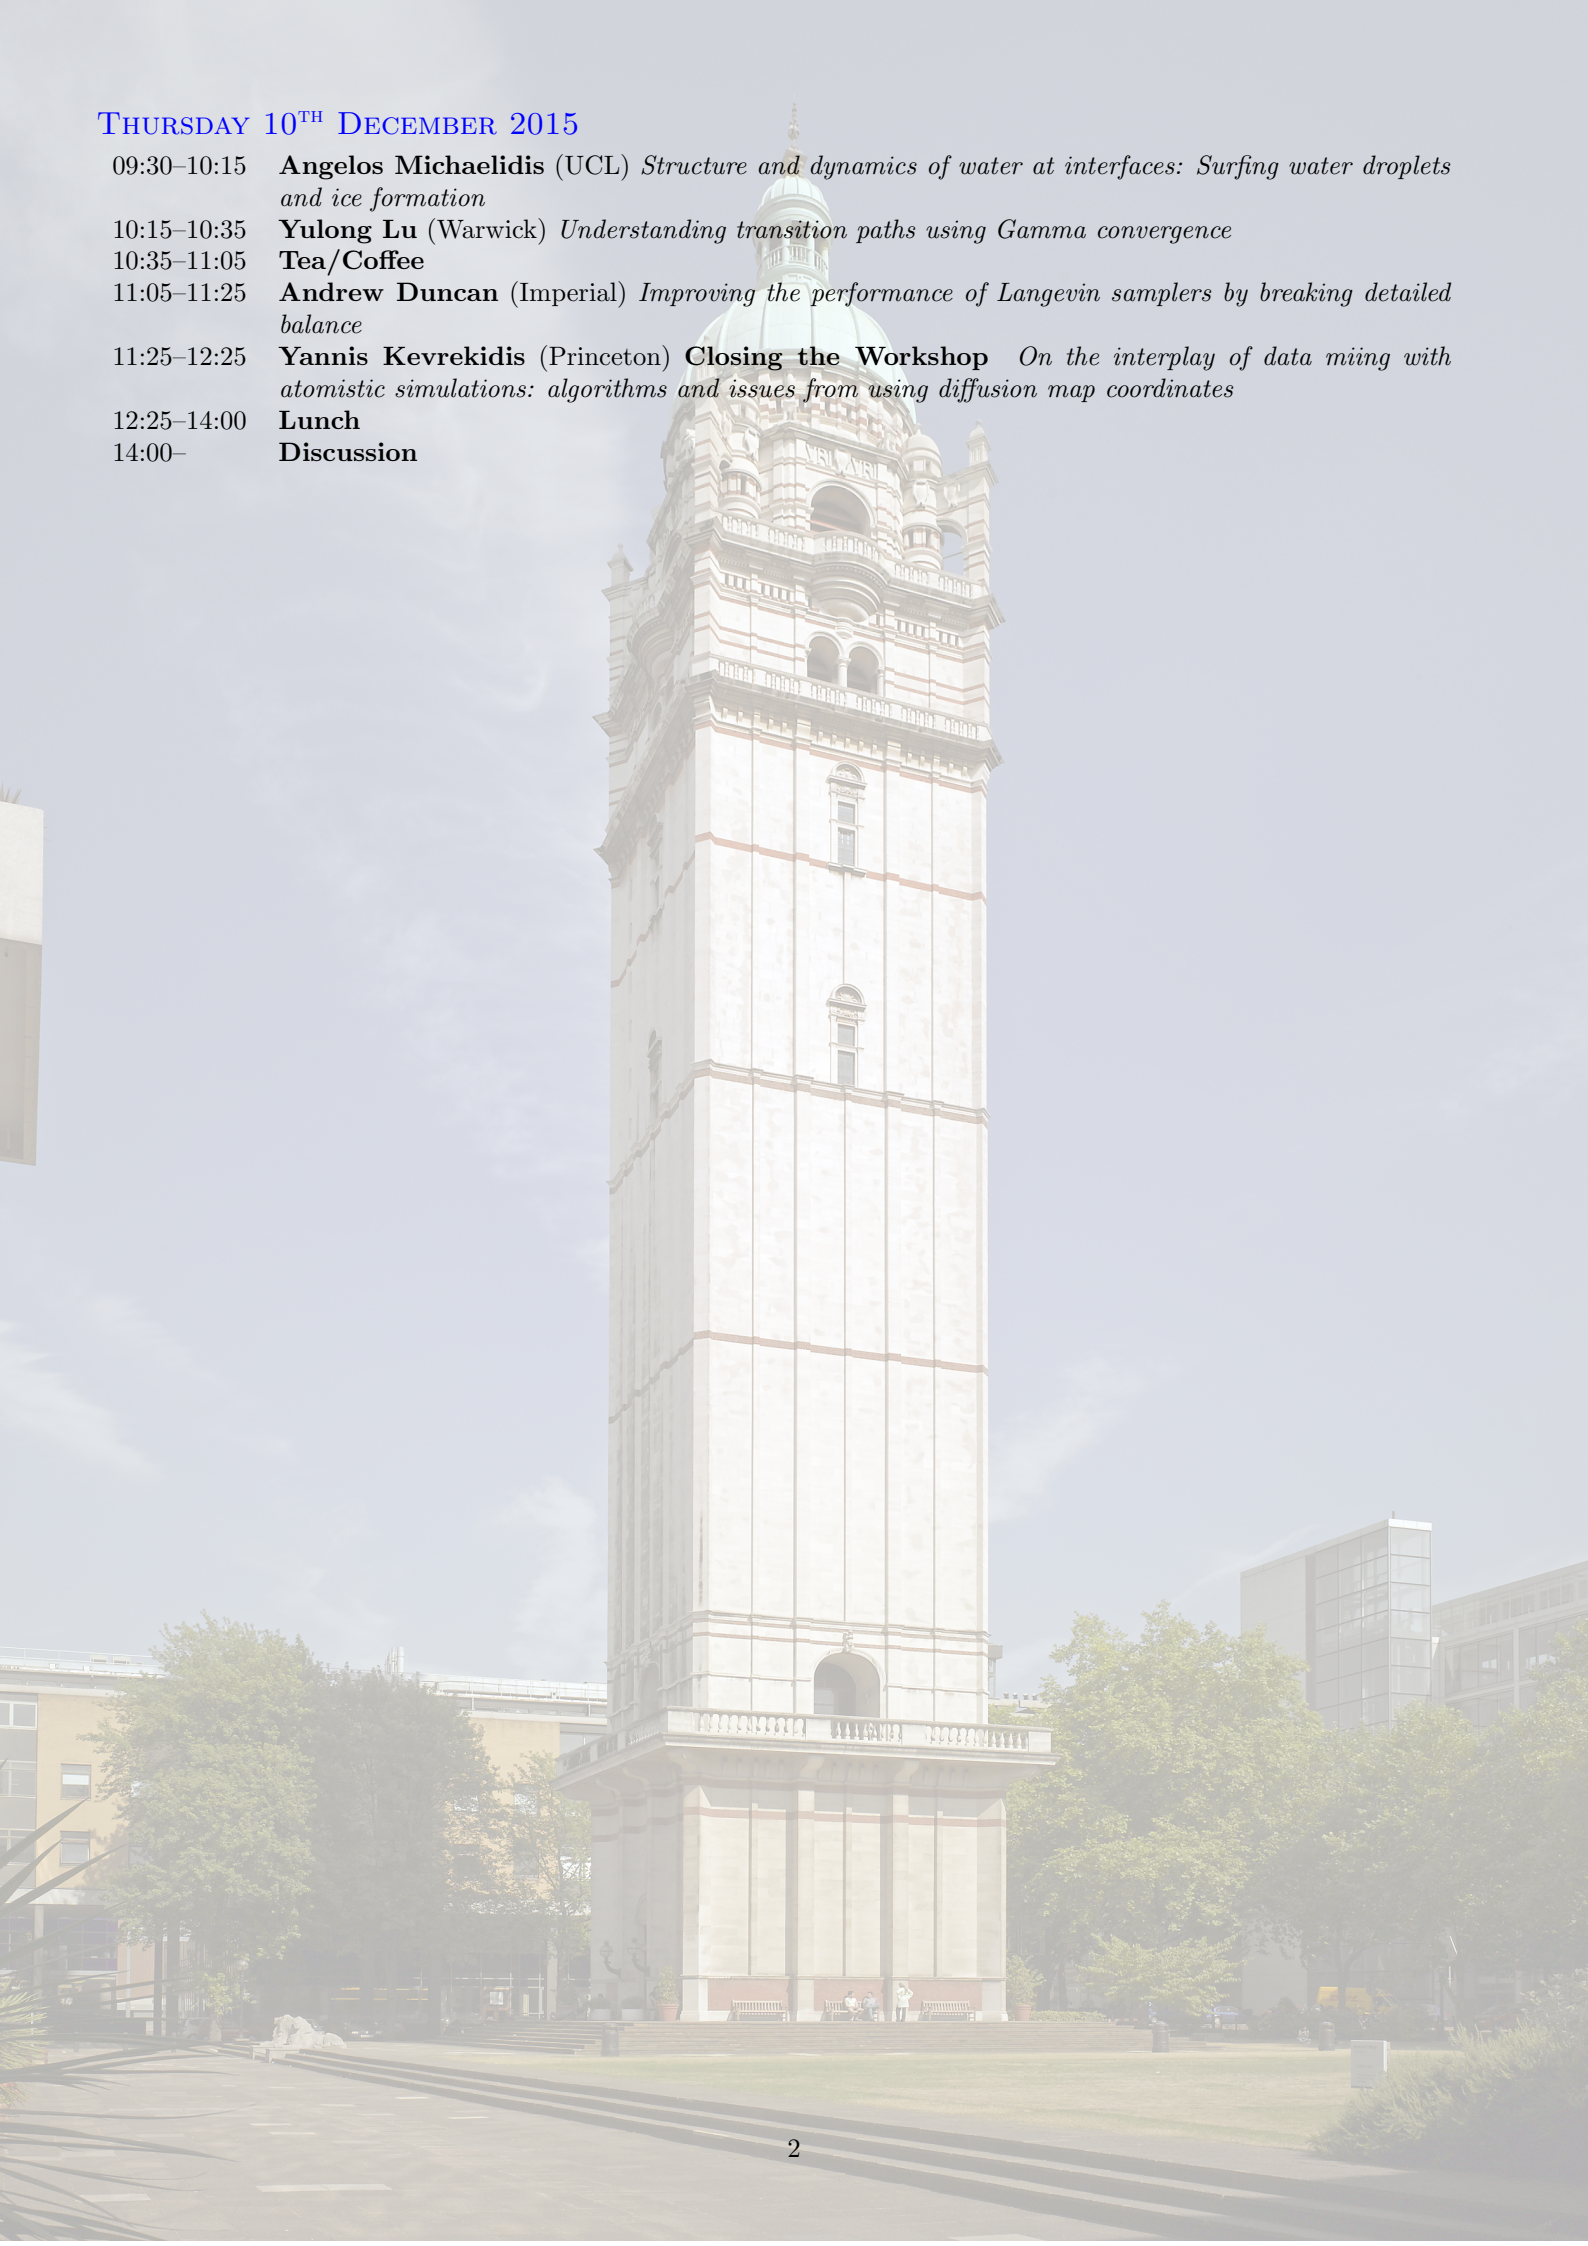 Thursday 10th December 2015
09:30–10:15 Angelos Michaelidis (UCL) Structure and dynamics of water at interfaces: Surfing water droplets
and ice formation
10:15–10:35 Yulong Lu (Warwick) Understanding transition paths using Gamma convergence
10:35–11:05 Tea/Coffee
11:05–11:25 Andrew Duncan (Imperial) Improving the performance of Langevin samplers by breaking detailed
balance
11:25–12:25 Yannis Kevrekidis (Princeton) Closing the Workshop On the interplay of data miing with
atomistic simulations: algorithms and issues from using diffusion map coordinates
12:25–14:00 Lunch
14:00– Discussion
2